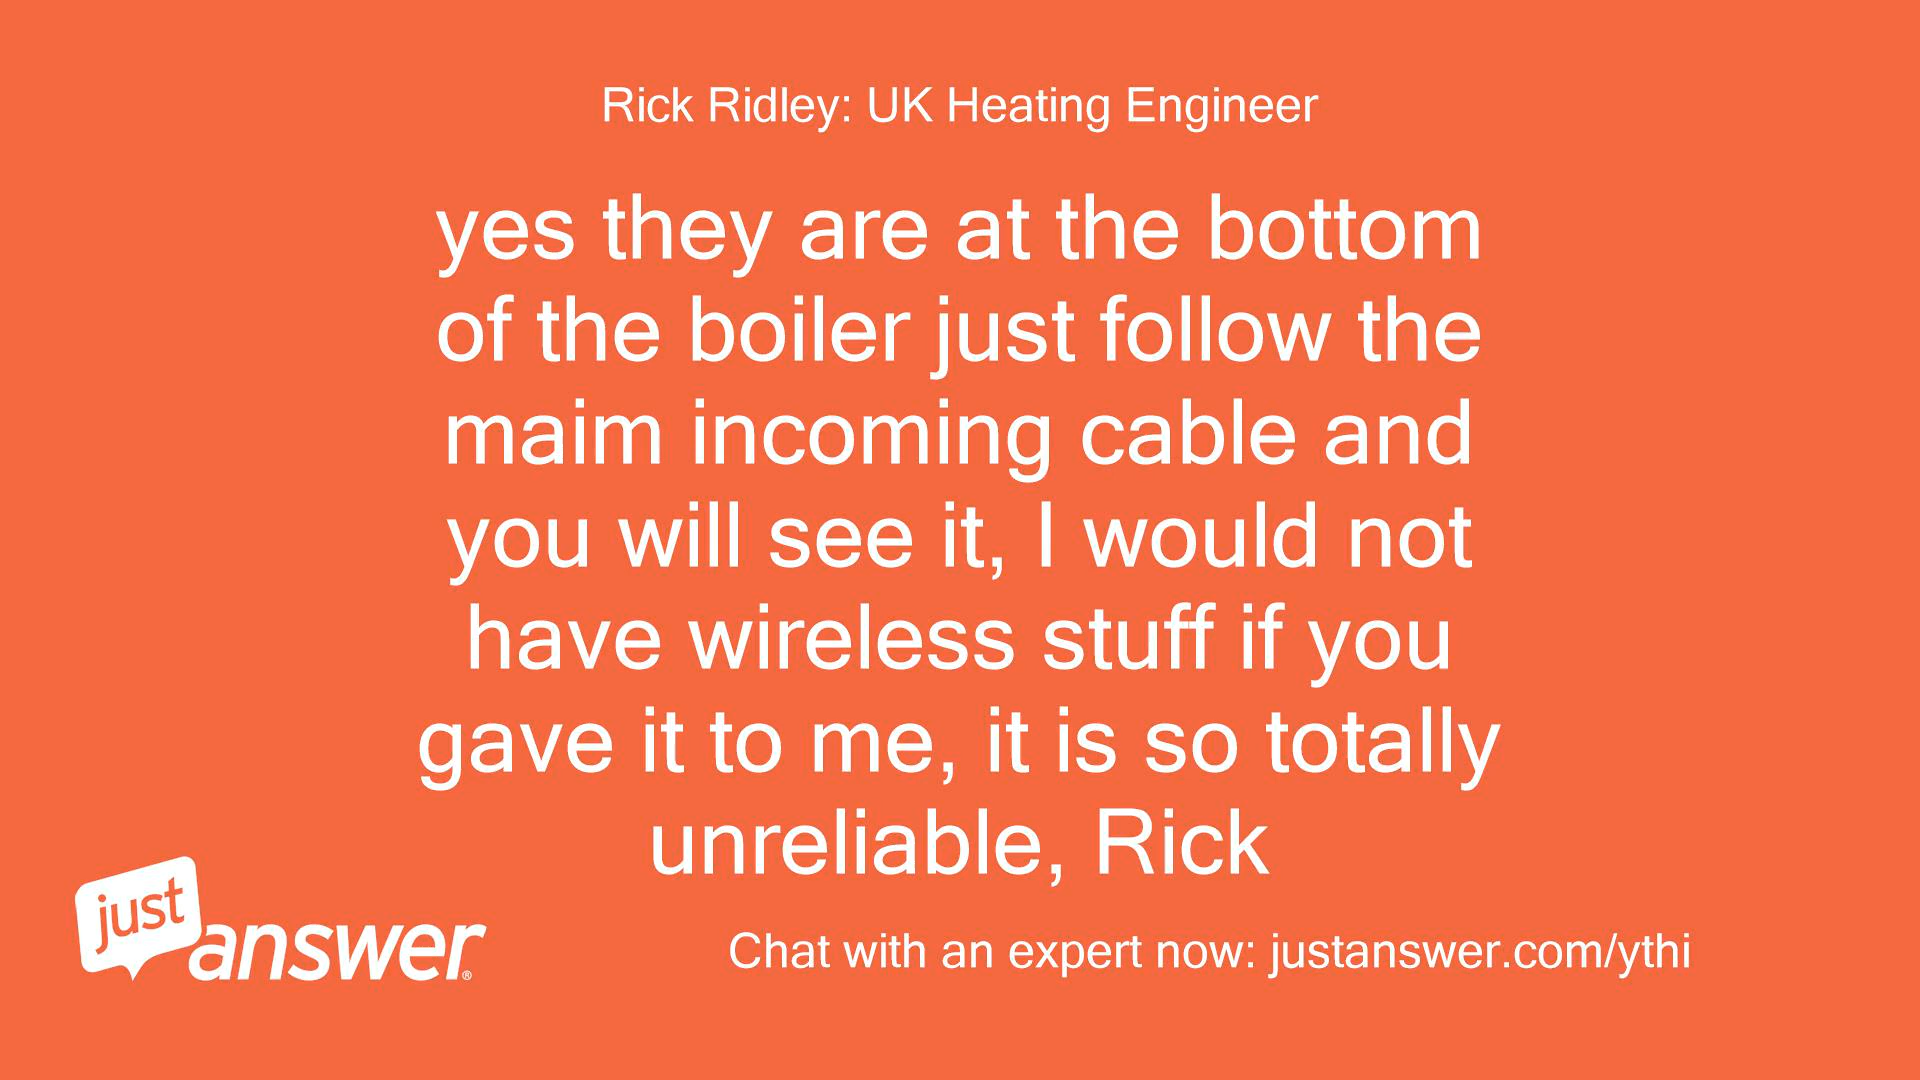 Rick Ridley: UK Heating Engineer
yes they are at the bottom
of the boiler just follow the
maim incoming cable and
you will see it, I would not
have wireless stuff if you
gave it to me, it is so totally
unreliable, Rick
just
answer®
Chat with an expert now: justanswer.com/ythi